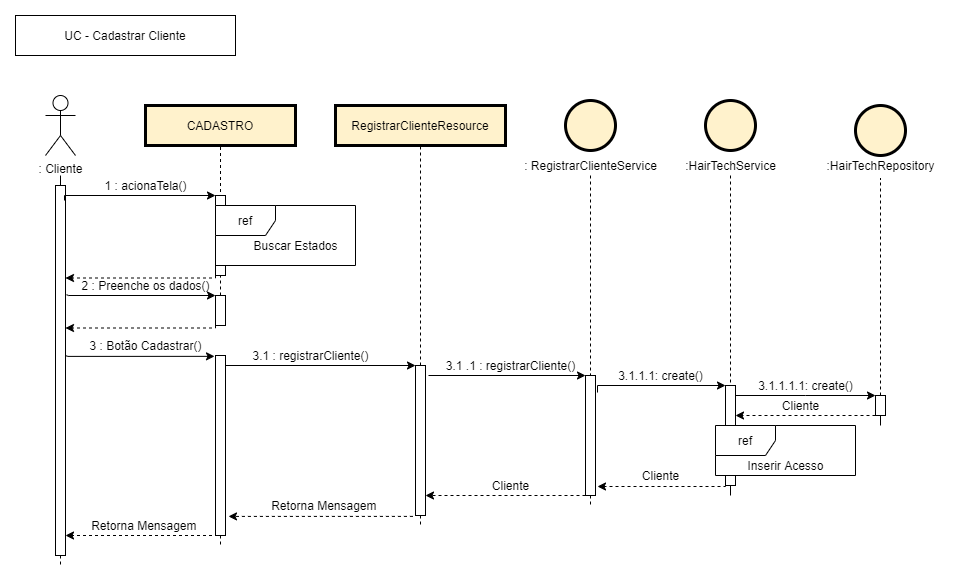 UC - Cadastrar Cliente
CADASTRO
RegistrarClienteResource
: Cliente
: RegistrarClienteService
:HairTechService
:HairTechRepository
1 : acionaTela()
ref
Buscar Estados
2 : Preenche os dados()
3 : Botão Cadastrar()
3.1 : registrarCliente()
3.1 .1 : registrarCliente()
3.1.1.1: create()
3.1.1.1.1: create()
Cliente
ref
Inserir Acesso
Cliente
Cliente
Retorna Mensagem
Retorna Mensagem